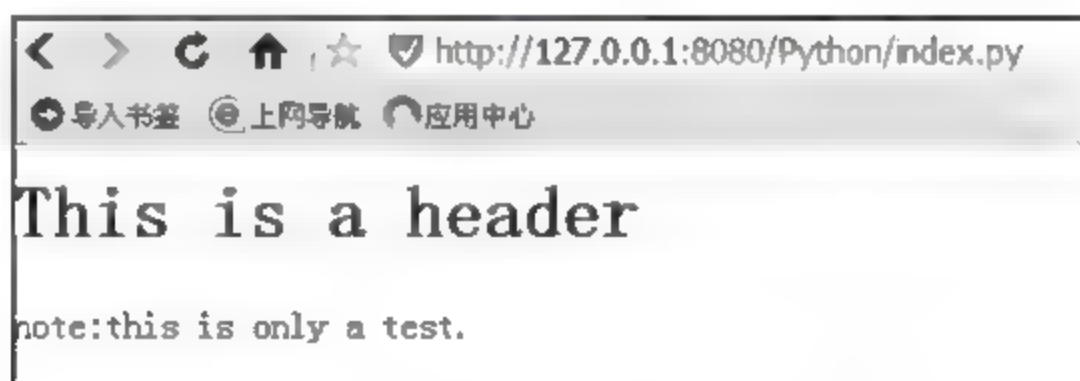 http://127.0.0.1:8080/Python/index.py
导入书签 上网导航 应用中心
This is a header
note:this is only a test.